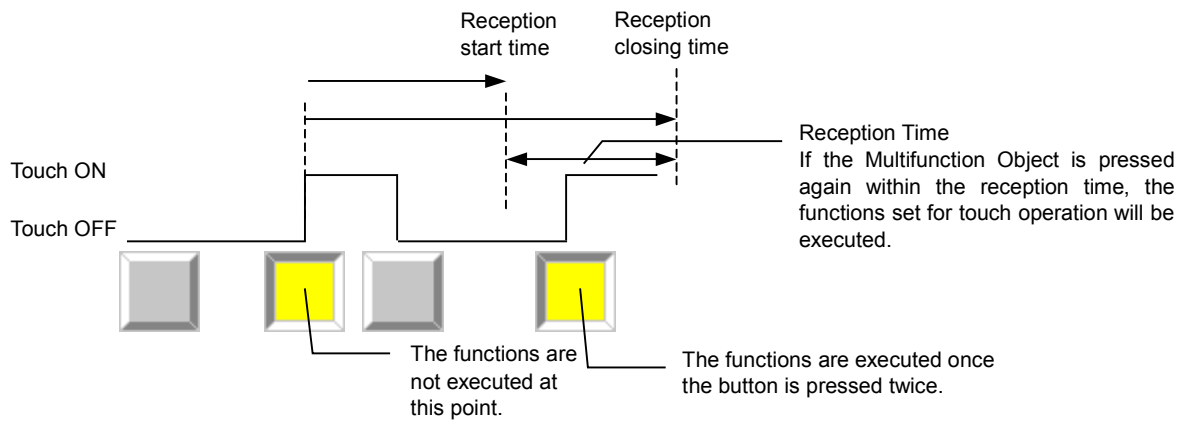 Reception
start time
Reception
closing time
Reception Time
If the Multifunction Object is pressed
again within the reception time, the
functions set for touch operation will be
executed.
Touch ON
Touch OFF
The functions are
not executed at
this point.
The functions are executed once
the button is pressed twice.